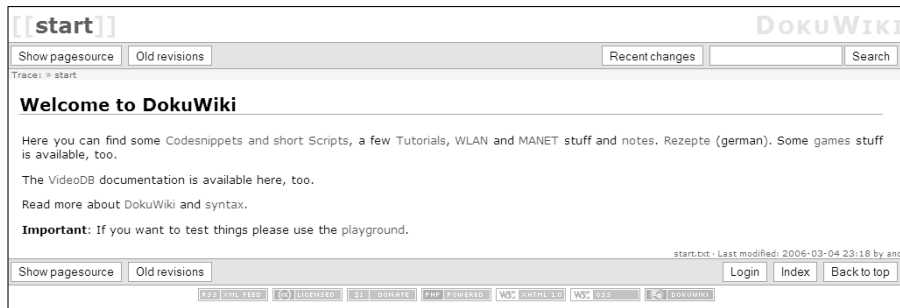 [[start]] DOKUWIKI
Show pagesource Old revisions Recent changes Search
Trace: » start
Welcome to DokuWiki
Here you can find some Codesnippets and short Scripts, a few Tutorials, WLAN and MANET stuff and notes. Rezepte (german). Some games stuff
is available, too.
The VideoDB documentation is available here, too.
Read more about DokuWiki and syntax.
Important: If you want to test things please use the playground.
start.txt · Last modified: 2006-03-04 23:18 by and
Show pagesource Old revisions Login Index Back to top
RSS XML FEED (cc) LICENSED $1 DONATE PHP POWERED W3C XHTML 1.0 W3C CSS DOKUWIKI